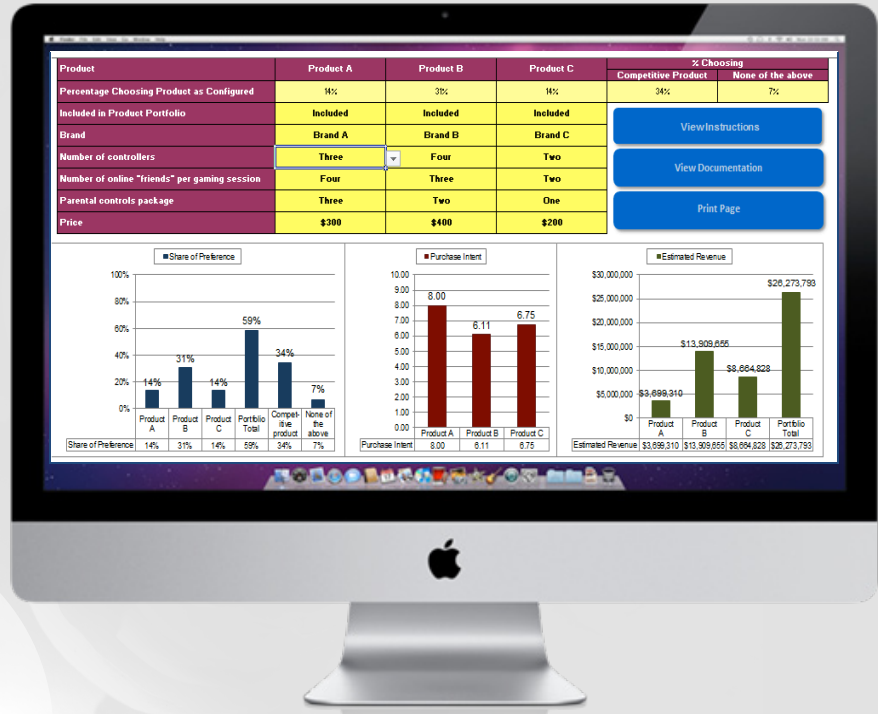 % Choosing
Product Product A Product B Product C Competitive Product None of the above
Percentage Choosing Product as Configured 14% 31% 14% 34% 7%
Included in Product Portfolio Included Included Included
Brand Brand A Brand B Brand C
View Instructions
Number of controllers Three Four Two
Number of online "friends" per gaming session Four Three Two
View Documentation
Parental controls package Three Two One
Price $300 $400 $200
Print Page
Share of Preference
100%
80%
60%
40%
20%
0%
14%
31%
14%
59%
34%
7%
Product A
Product B
Product C
Portfolio Total
Compet-itive product
None of the above
Share of Preference 14% 31% 14% 59% 34% 7%
Purchase Intent
10.00
9.00
8.00
7.00
6.00
5.00
4.00
3.00
2.00
1.00
0.00
8.00
6.11
6.75
Product A Product B Product C
Purchase Intent 8.00 6.11 6.75
Estimated Revenue
$30,000,000
$25,000,000
$20,000,000
$15,000,000
$10,000,000
$5,000,000
$0
$3,699,310
$13,909,655
$8,664,828
$26,273,793
Product A
Product B
Product C
Portfolio Total
Estimated Revenue $3,699,310 $13,909,655 $8,664,828 $26,273,793